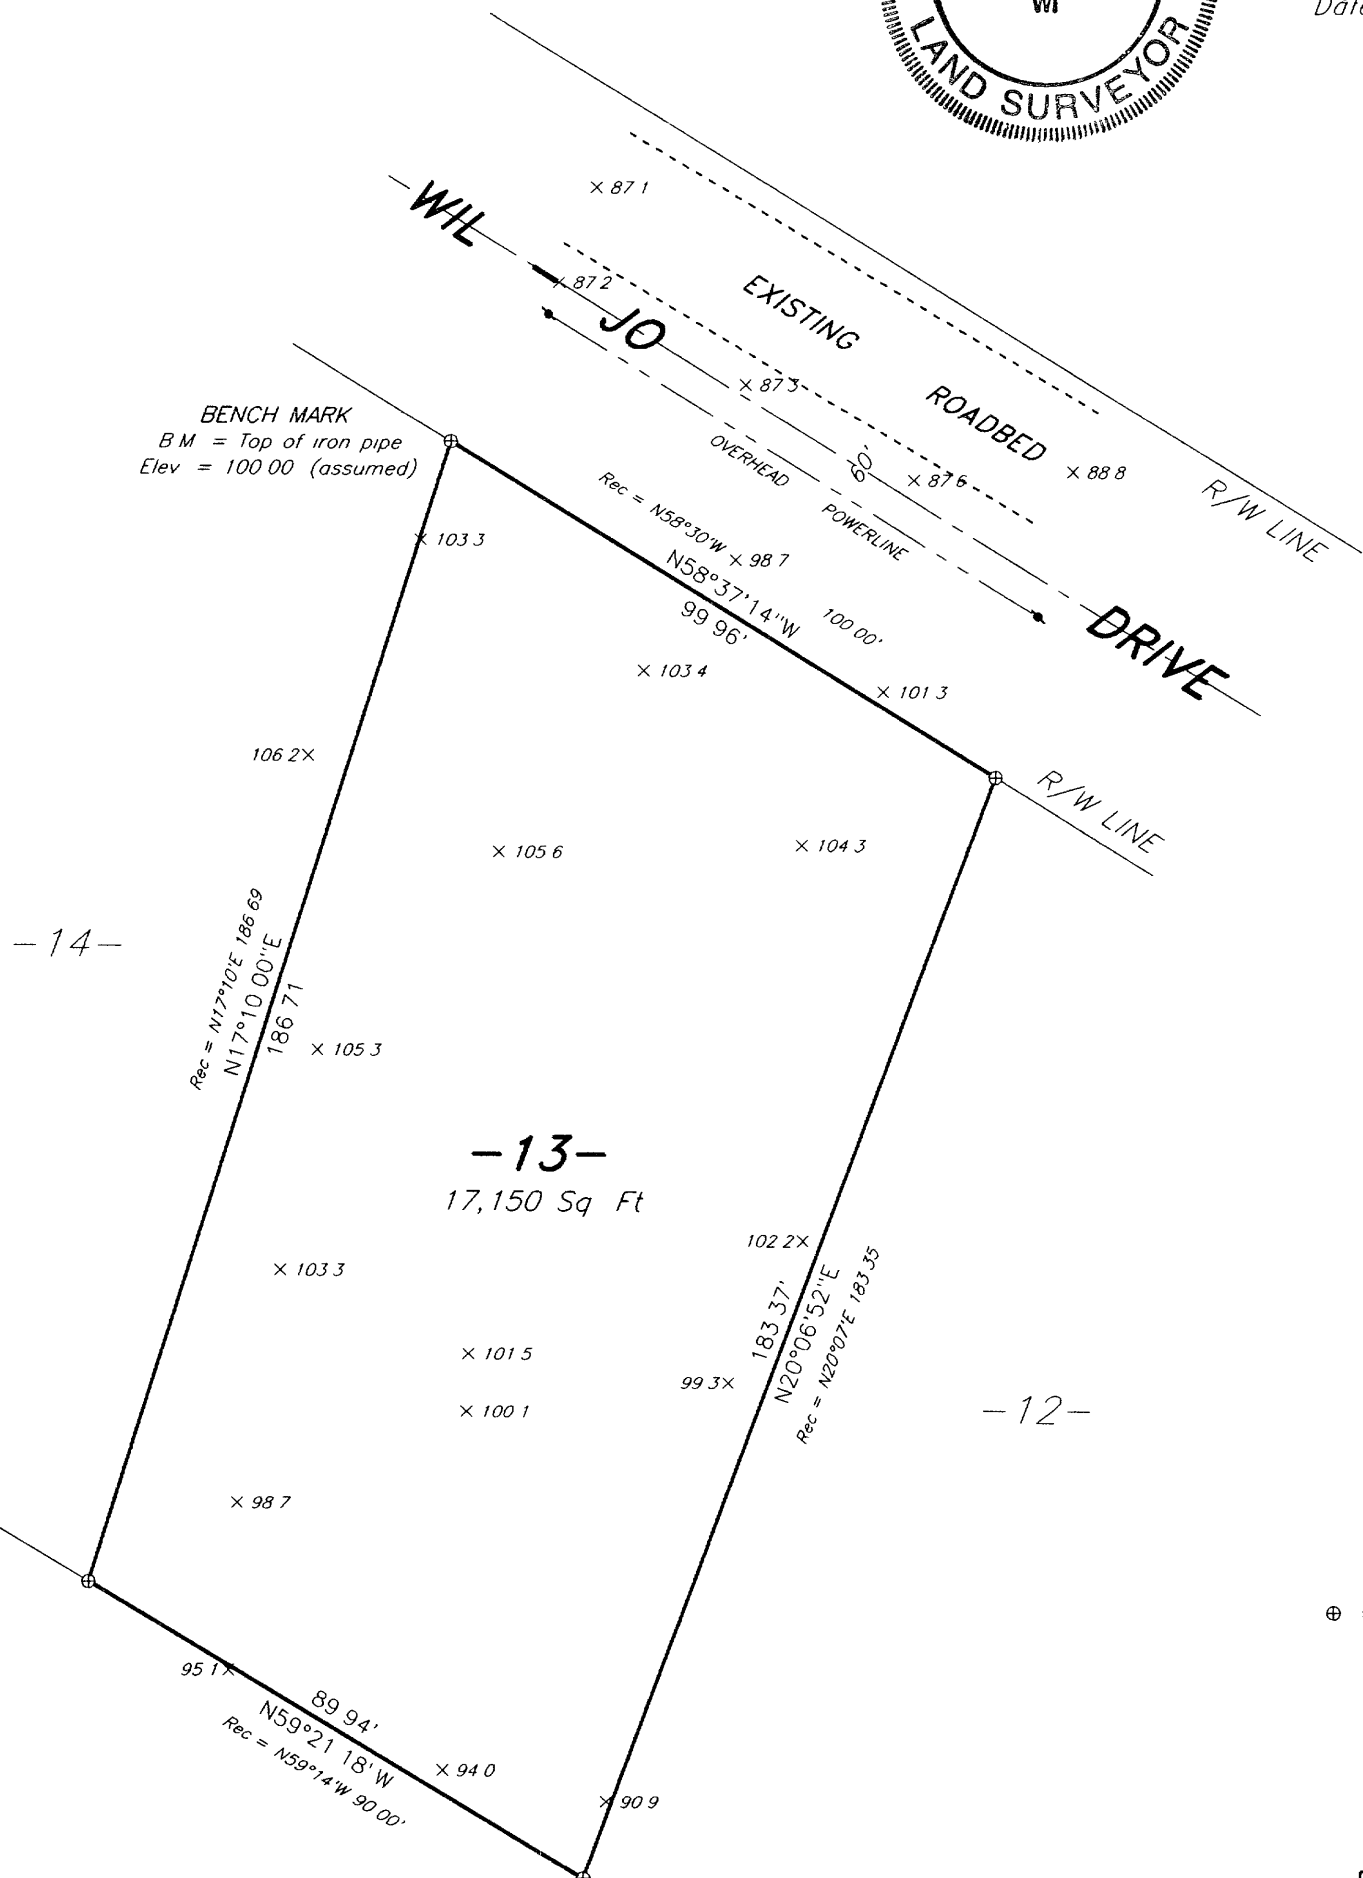 WI
LAND SURVEYOR
Date
× 87 1
WIL - JO DRIVE
× 87 2
EXISTING ROADBED
× 87 3
BENCH MARK
B M = Top of iron pipe
Elev = 100 00 (assumed)
OVERHEAD POWERLINE
60'
× 87 6
× 88 8
R/W LINE
Rec = N58°30'W 100 00'
× 98 7
N58°37'14"W
99 96'
× 103 3
× 103 4
× 101 3
106 2×
R/W LINE
× 105 6
× 104 3
-14-
Rec = N17°10'E 186 69
N17°10 00"E
186 71
× 105 3
-13-
17,150 Sq Ft
102 2×
183 37'
N20°06'52"E
Rec = N20°07'E 183 35
× 103 3
× 101 5
99 3×
× 100 1
-12-
× 98 7
95 1×
89 94'
N59°21 18'W
Rec = N59°14'W 90 00'
× 94 0
× 90 9